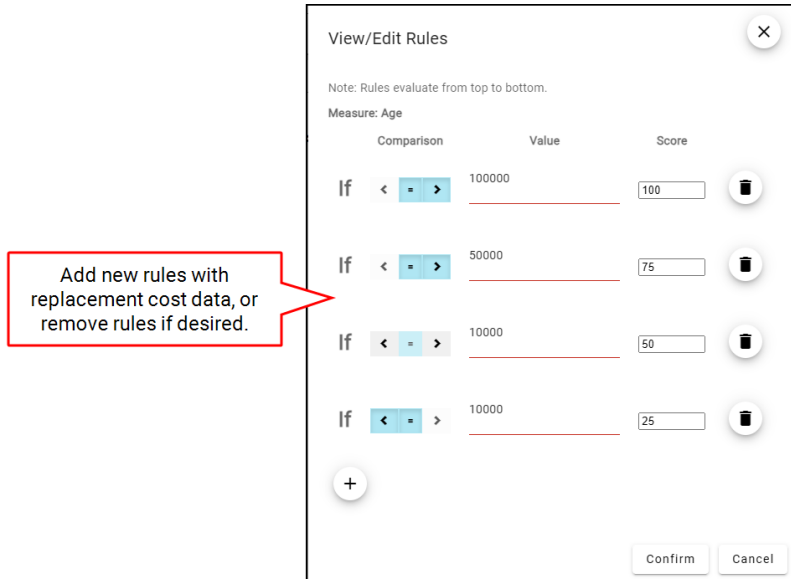 View/Edit Rules
Note: Rules evaluate from top to bottom.
Measure: Age
Comparison Value Score
If < = > 100000 100
If < = > 50000 75
Add new rules with
replacement cost data, or
remove rules if desired.
If < = > 10000 50
If < = > 10000 25
+
Confirm Cancel